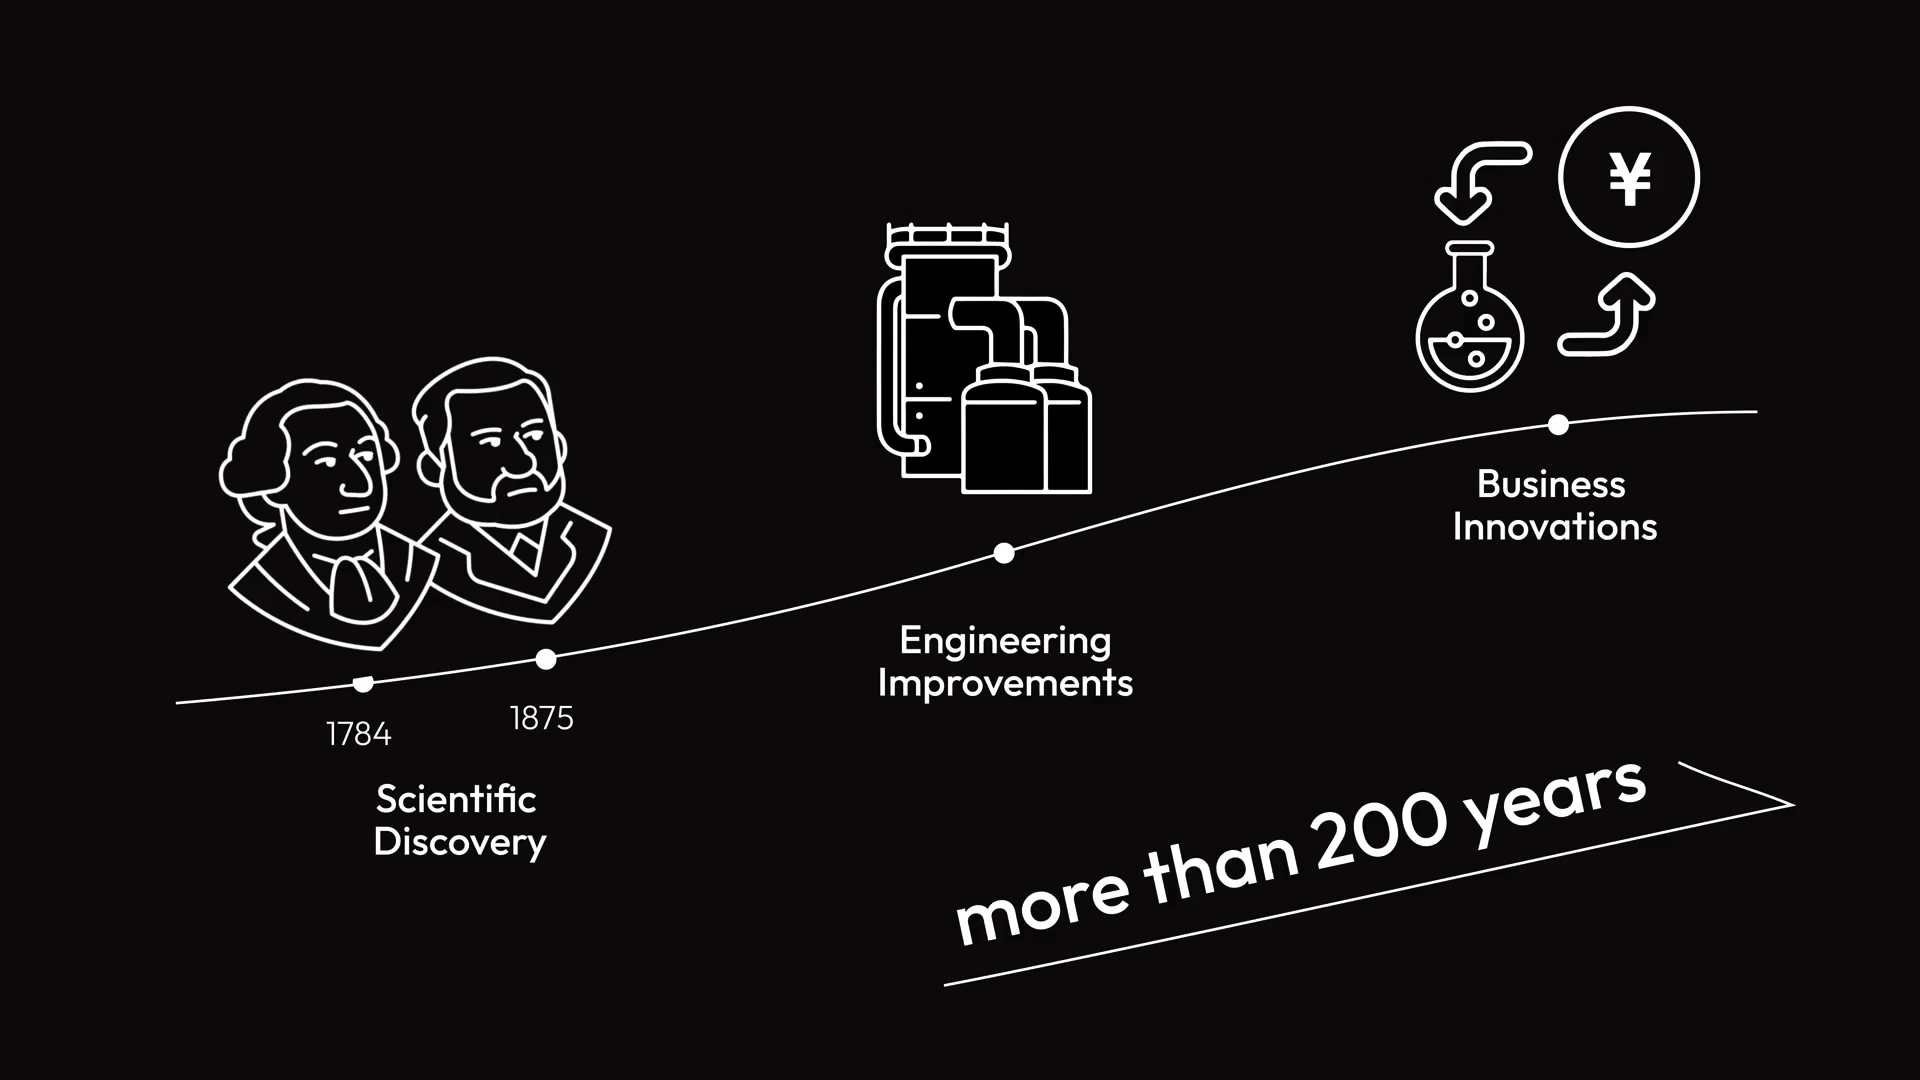 ¥
1784
1875
Scientific
Discovery
Engineering
Improvements
Business
Innovations
more than 200 years